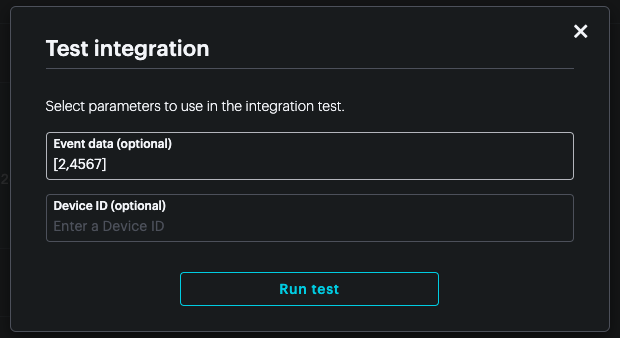 Test integration
Select parameters to use in the integration test.
Event data (optional)
[2,4567]
Device ID (optional)
Enter a Device ID
Run test